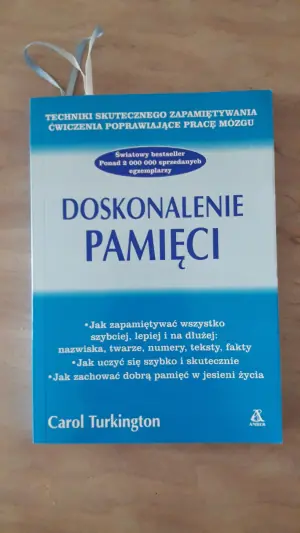 TECHNIKI SKUTECZNEGO ZAPAMIĘTYWANIA
ĆWICZENIA POPRAWIAJĄCE PRACĘ MÓZGU
Światowy bestseller
Ponad 2 000 000 sprzedanych
egzemplarzy
DOSKONALENIE
PAMIĘCI
•Jak zapamiętywać wszystko
szybciej, lepiej i na dłużej:
nazwiska, twarze, numery, teksty, fakty
•Jak uczyć się szybko i skutecznie
•Jak zachować dobrą pamięć w jesieni życia
Carol Turkington
AMBER